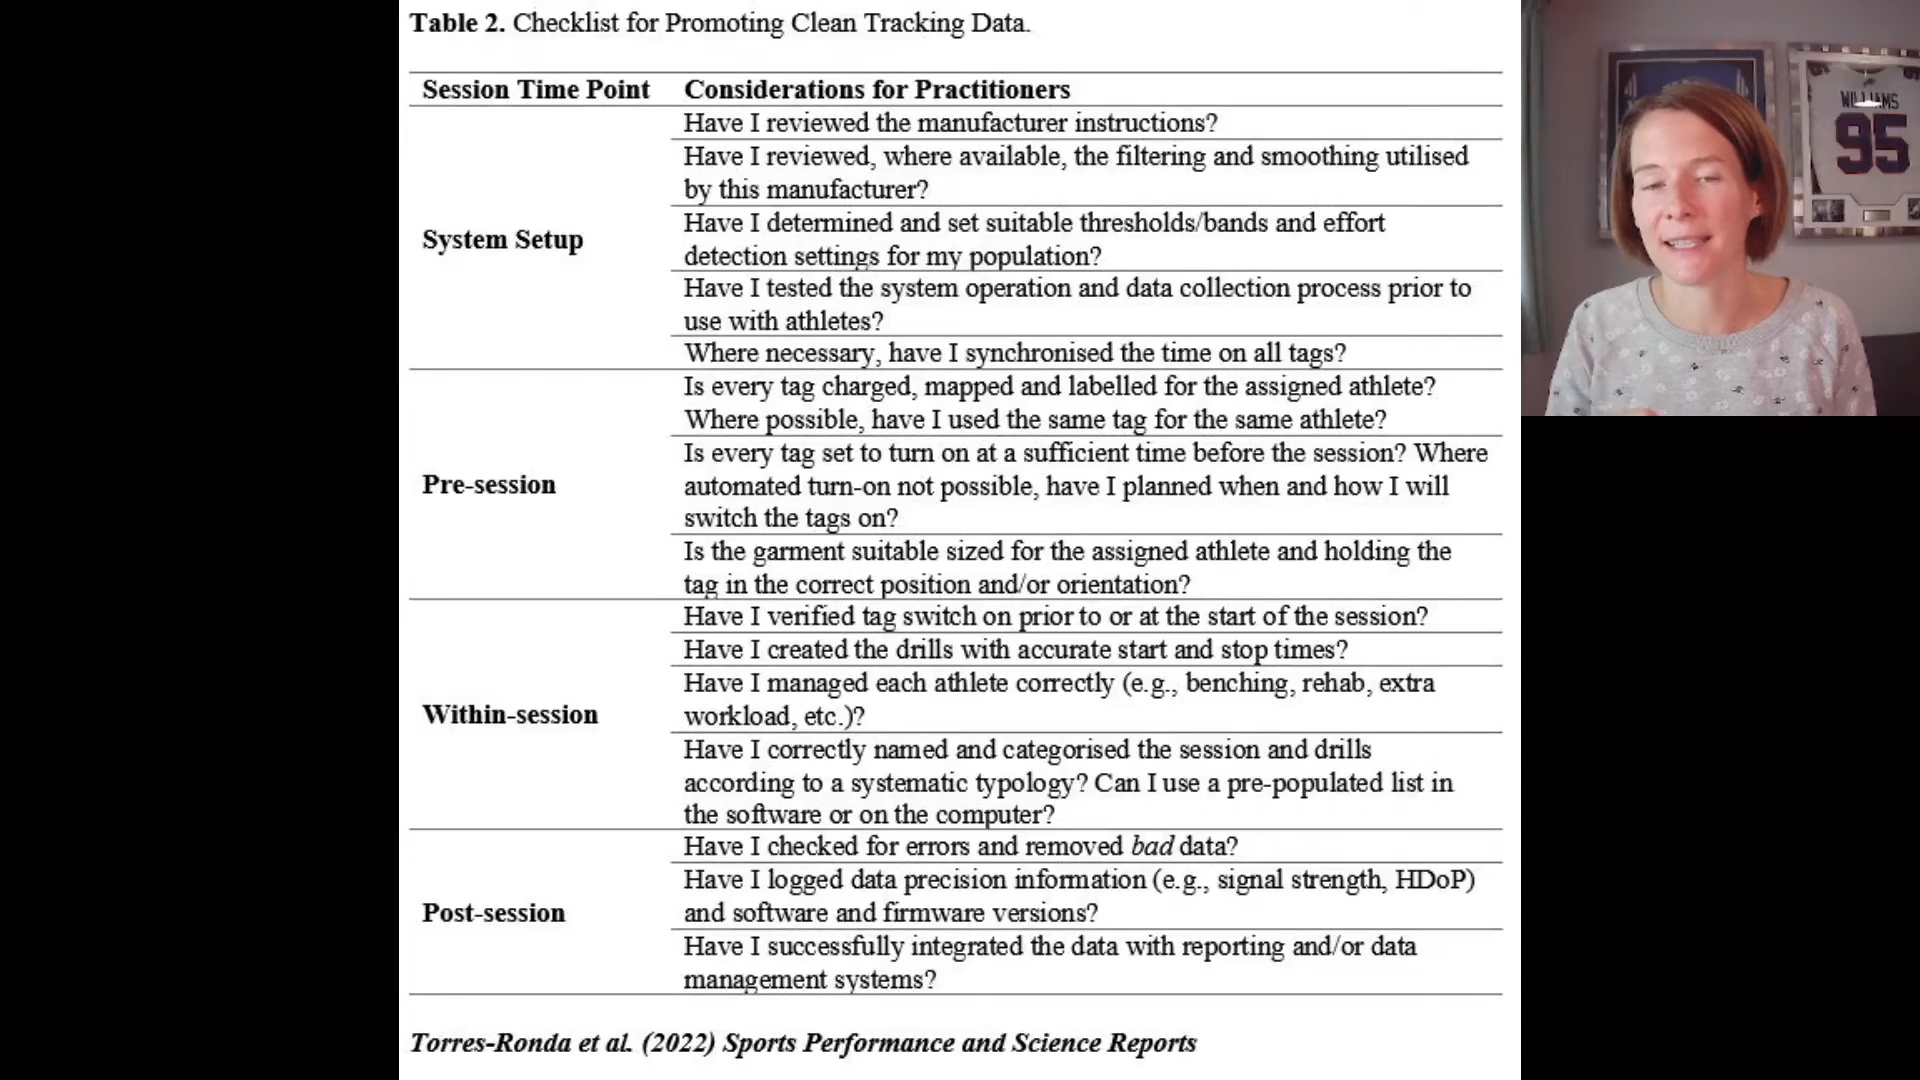 Table 2. Checklist for Promoting Clean Tracking Data.
Session Time Point
Considerations for Practitioners
System Setup
Have I reviewed the manufacturer instructions?
Have I reviewed, where available, the filtering and smoothing utilised
by this manufacturer?
Have I determined and set suitable thresholds/bands and effort
detection settings for my population?
Have I tested the system operation and data collection process prior to
use with athletes?
Where necessary, have I synchronised the time on all tags?
Pre-session
Is every tag charged, mapped and labelled for the assigned athlete?
Where possible, have I used the same tag for the same athlete?
Is every tag set to turn on at a sufficient time before the session? Where
automated turn-on not possible, have I planned when and how I will
switch the tags on?
Is the garment suitable sized for the assigned athlete and holding the
tag in the correct position and/or orientation?
Within-session
Have I verified tag switch on prior to or at the start of the session?
Have I created the drills with accurate start and stop times?
Have I managed each athlete correctly (e.g., benching, rehab, extra
workload, etc.)?
Have I correctly named and categorised the session and drills
according to a systematic typology? Can I use a pre-populated list in
the software or on the computer?
Post-session
Have I checked for errors and removed bad data?
Have I logged data precision information (e.g., signal strength, HDoP)
and software and firmware versions?
Have I successfully integrated the data with reporting and/or data
management systems?
Torres-Ronda et al. (2022) Sports Performance and Science Reports
WILLIAMS
95